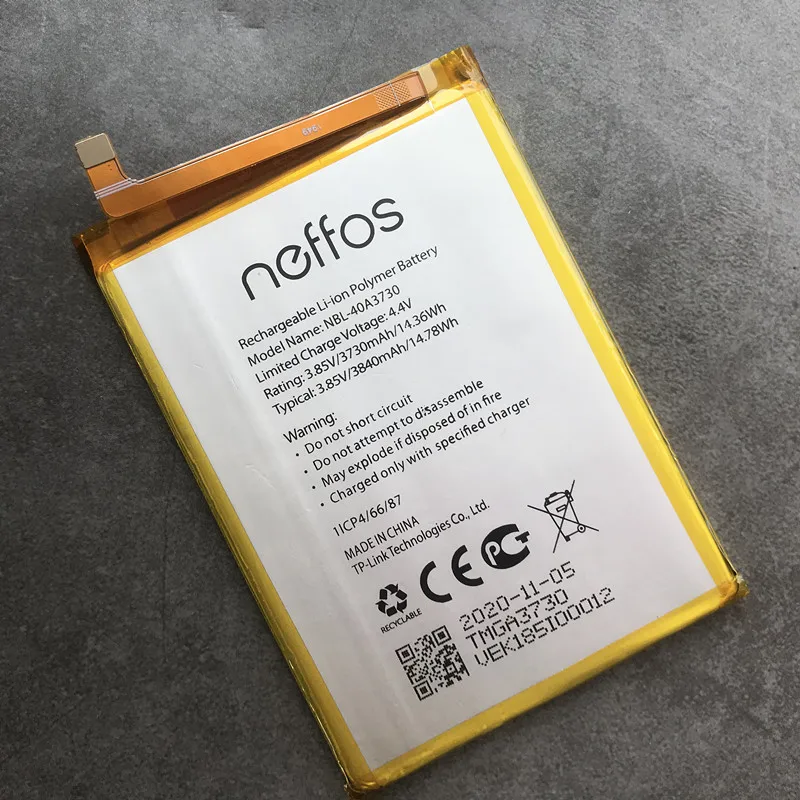 neffos
Rechargeable Li-ion Polymer Battery
Model Name: NBL-40A3730
Limited Charge Voltage: 4.4V
Rating: 3.85V/3730mAh/14.36Wh
Typical: 3.85V/3840mAh/14.78Wh
Warning:
• Do not short circuit
• Do not attempt to disassemble
• May explode if disposed of in fire
• Charged only with specified charger
1ICP4/66/87
MADE IN CHINA
TP-Link Technologies Co., Ltd.
CE
RECYCLABLE
2020-11-05
TMGA3730
VEK185I00012